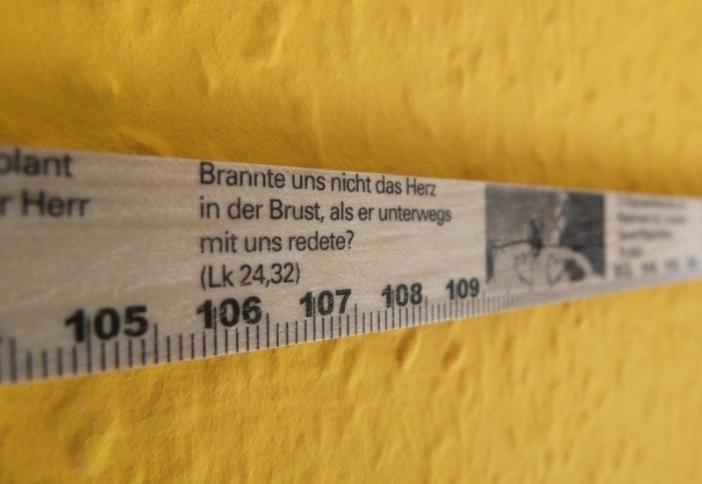 plant
r Herr
Brannte uns nicht das Herz
in der Brust, als er unterwegs
mit uns redete?
(Lk 24,32)
105 106 107 108 109